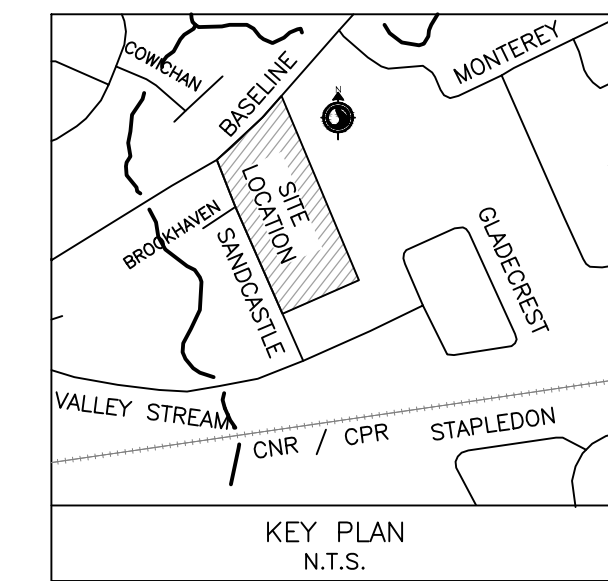 COWICHAN
BASELINE
MONTEREY
N
SITE
LOCATION
BROOKHAVEN
SANDCASTLE
GLADECREST
VALLEY STREAM
CNR / CPR
STAPLEDON
KEY PLAN
N.T.S.